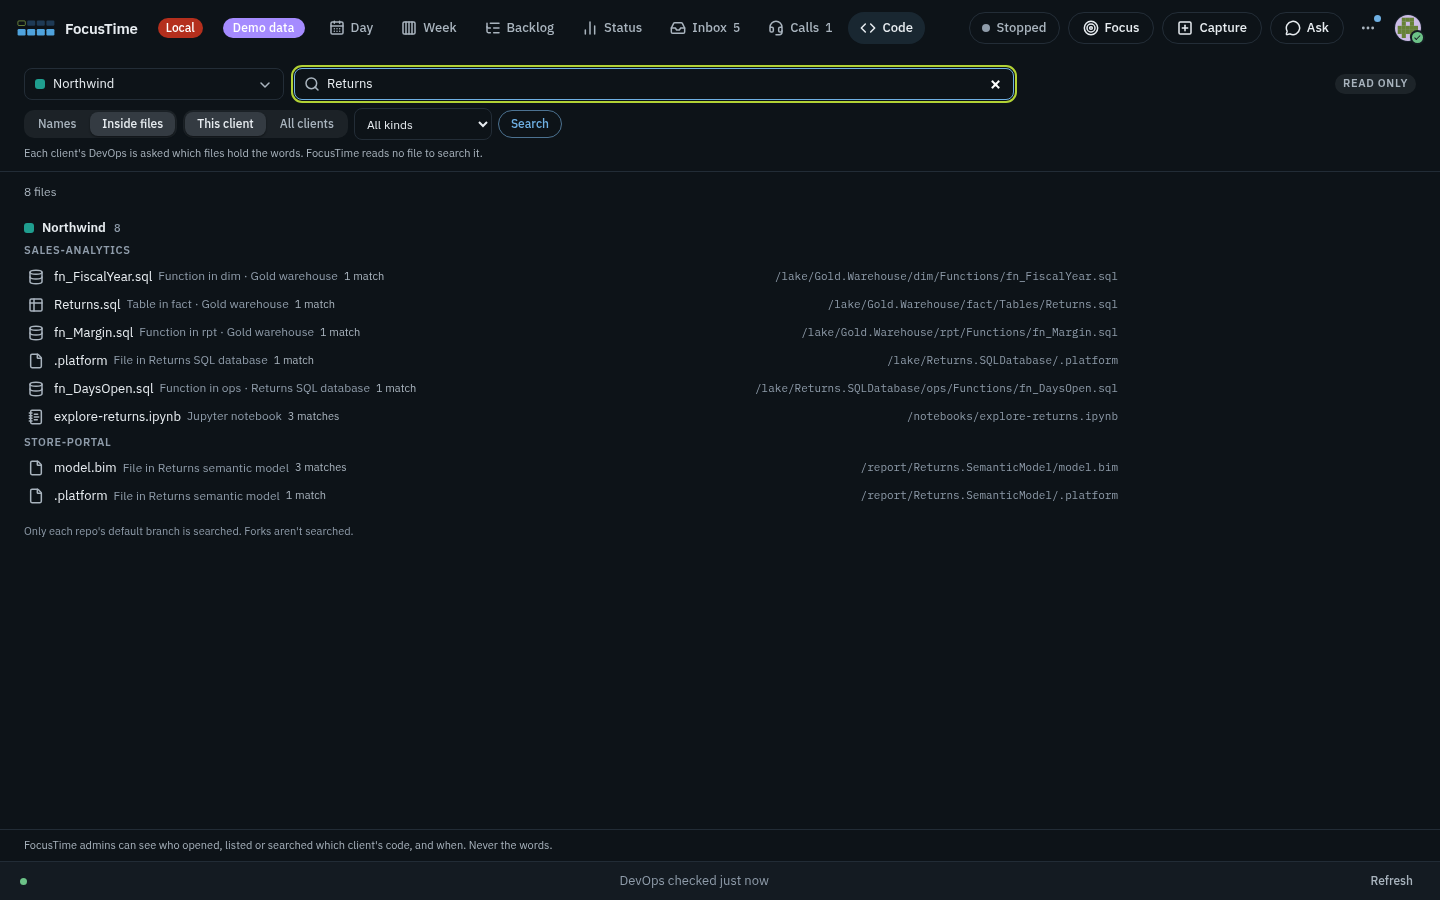 FocusTime Local Demo data Day Week Backlog Status Inbox 5 Calls 1 Code Stopped Focus Capture Ask
Northwind Returns READ ONLY
Names Inside files This client All clients All kinds Search
Each client's DevOps is asked which files hold the words. FocusTime reads no file to search it.
8 files
Northwind 8
SALES-ANALYTICS
fn_FiscalYear.sql Function in dim · Gold warehouse 1 match /lake/Gold.Warehouse/dim/Functions/fn_FiscalYear.sql
Returns.sql Table in fact · Gold warehouse 1 match /lake/Gold.Warehouse/fact/Tables/Returns.sql
fn_Margin.sql Function in rpt · Gold warehouse 1 match /lake/Gold.Warehouse/rpt/Functions/fn_Margin.sql
.platform File in Returns SQL database 1 match /lake/Returns.SQLDatabase/.platform
fn_DaysOpen.sql Function in ops · Returns SQL database 1 match /lake/Returns.SQLDatabase/ops/Functions/fn_DaysOpen.sql
explore-returns.ipynb Jupyter notebook 3 matches /notebooks/explore-returns.ipynb
STORE-PORTAL
model.bim File in Returns semantic model 3 matches /report/Returns.SemanticModel/model.bim
.platform File in Returns semantic model 1 match /report/Returns.SemanticModel/.platform
Only each repo's default branch is searched. Forks aren't searched.
FocusTime admins can see who opened, listed or searched which client's code, and when. Never the words.
DevOps checked just now Refresh